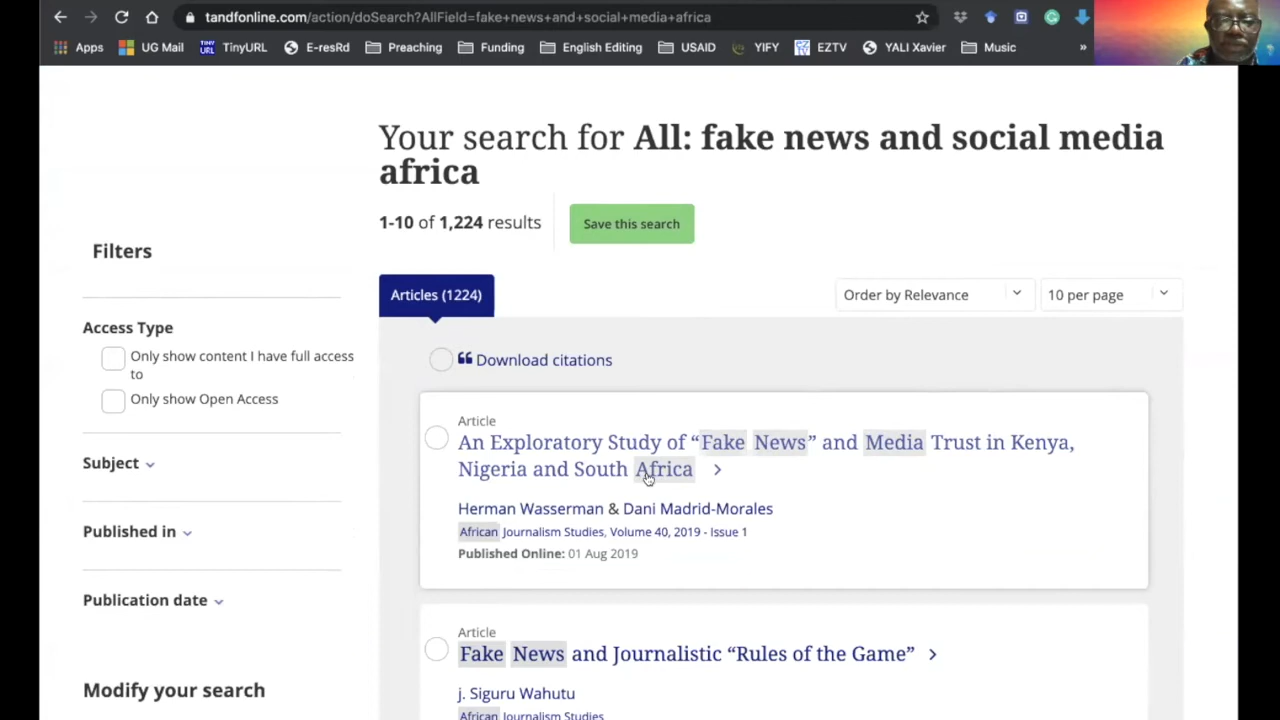 tandfonline.com/action/doSearch?AllField=fake+news+and+social+media+africa
Apps UG Mail TINY URL TinyURL E-resRd Preaching Funding English Editing USAID YIFY EZTV EZTV YALI Xavier Music »
Your search for All: fake news and social media
africa
1-10 of 1,224 results
Save this search
Filters
Articles (1224)
Order by Relevance
10 per page
Access Type
Only show content I have full access
to
Only show Open Access
Subject
Published in
Publication date
Modify your search
Download citations
Article
An Exploratory Study of “Fake News” and Media Trust in Kenya,
Nigeria and South Africa
Herman Wasserman & Dani Madrid-Morales
African Journalism Studies, Volume 40, 2019 - Issue 1
Published Online: 01 Aug 2019
Article
Fake News and Journalistic “Rules of the Game”
j. Siguru Wahutu
African Journalism Studies